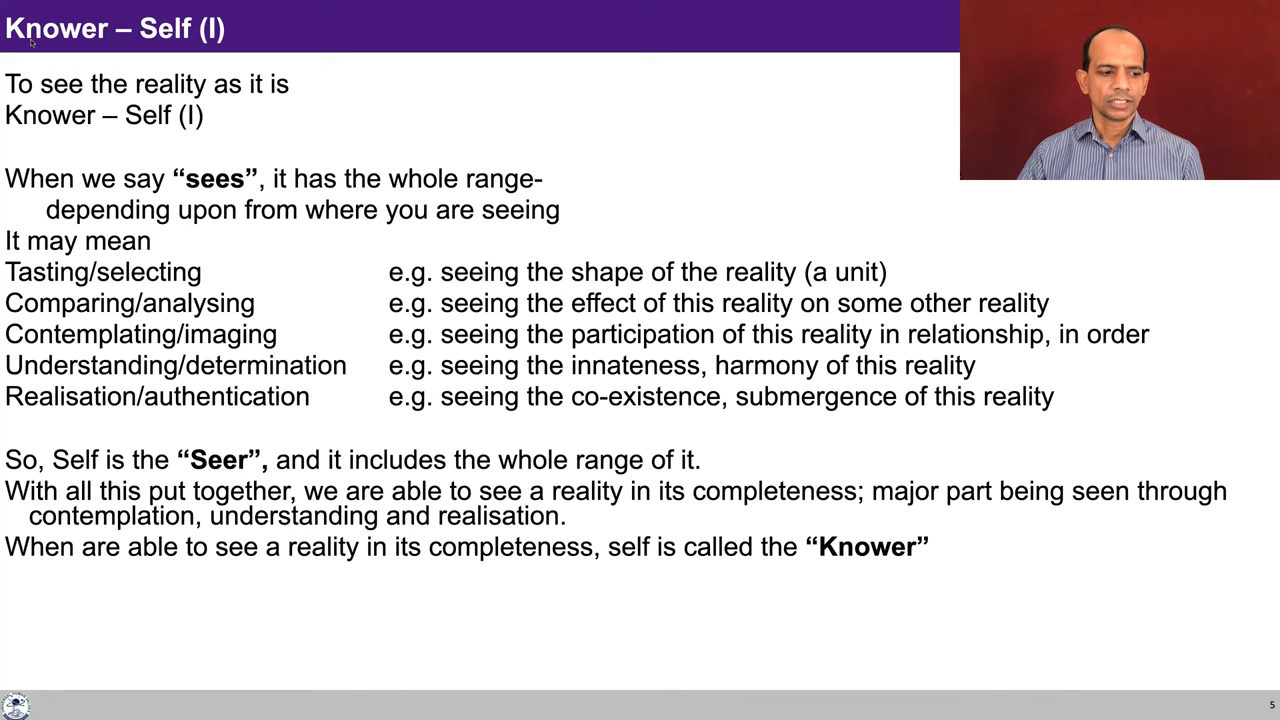 Knower – Self (I)
To see the reality as it is
Knower – Self (I)
When we say “sees”, it has the whole range-
depending upon from where you are seeing
It may mean
Tasting/selecting e.g. seeing the shape of the reality (a unit)
Comparing/analysing e.g. seeing the effect of this reality on some other reality
Contemplating/imaging e.g. seeing the participation of this reality in relationship, in order
Understanding/determination e.g. seeing the innateness, harmony of this reality
Realisation/authentication e.g. seeing the co-existence, submergence of this reality
So, Self is the “Seer”, and it includes the whole range of it.
With all this put together, we are able to see a reality in its completeness; major part being seen through
contemplation, understanding and realisation.
When are able to see a reality in its completeness, self is called the “Knower”
5